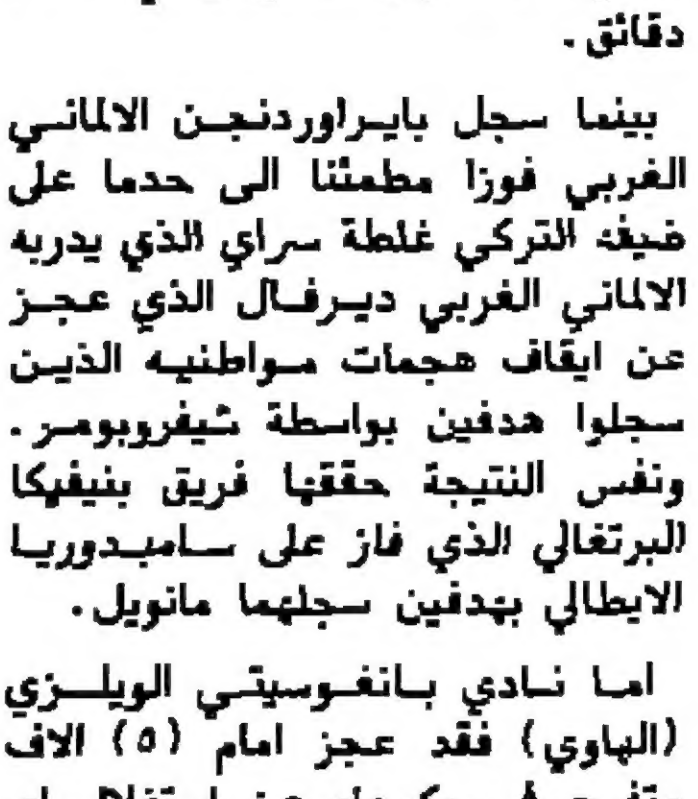 دقائق .
بينما سجل بايراوردنجن الالماني
الغربي فوزا مطمئنا الى حدما على
ضيفه التركي غلطة سراي الذي يدربه
الالماني الغربي ديرفال الذي عجز
عن ايقاف هجمات مواطنيه الذين
سجلوا هدفين بواسطة شيفروبومر .
ونفس النتيجة حققها فريق بنيفيكا
البرتغالي الذي فاز على سامبدوريا
الايطالي بهدفين سجلهما مانويل .
اما نادي بانغوسيتي الويلزي
(الهاوي) فقد عجز امام (٥) الاف